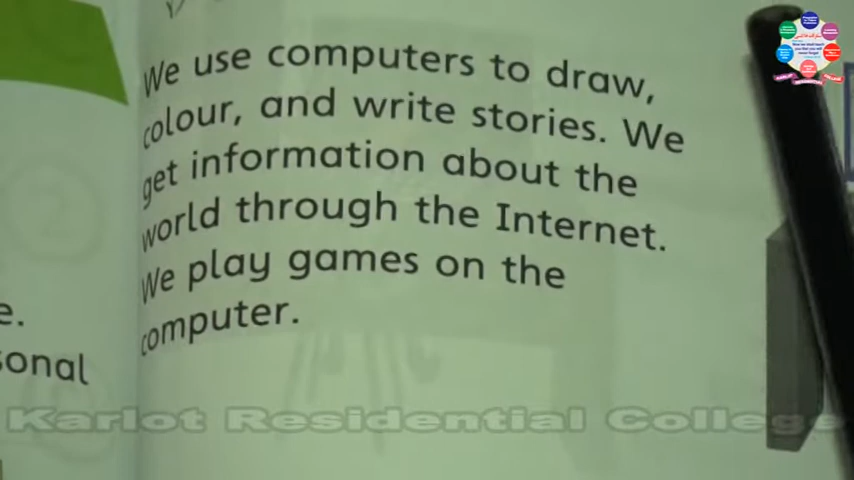 We use computers to draw,
colour, and write stories. We
get information about the
world through the Internet.
We play games on the
computer.
e.
sonal
Karlot Residential College